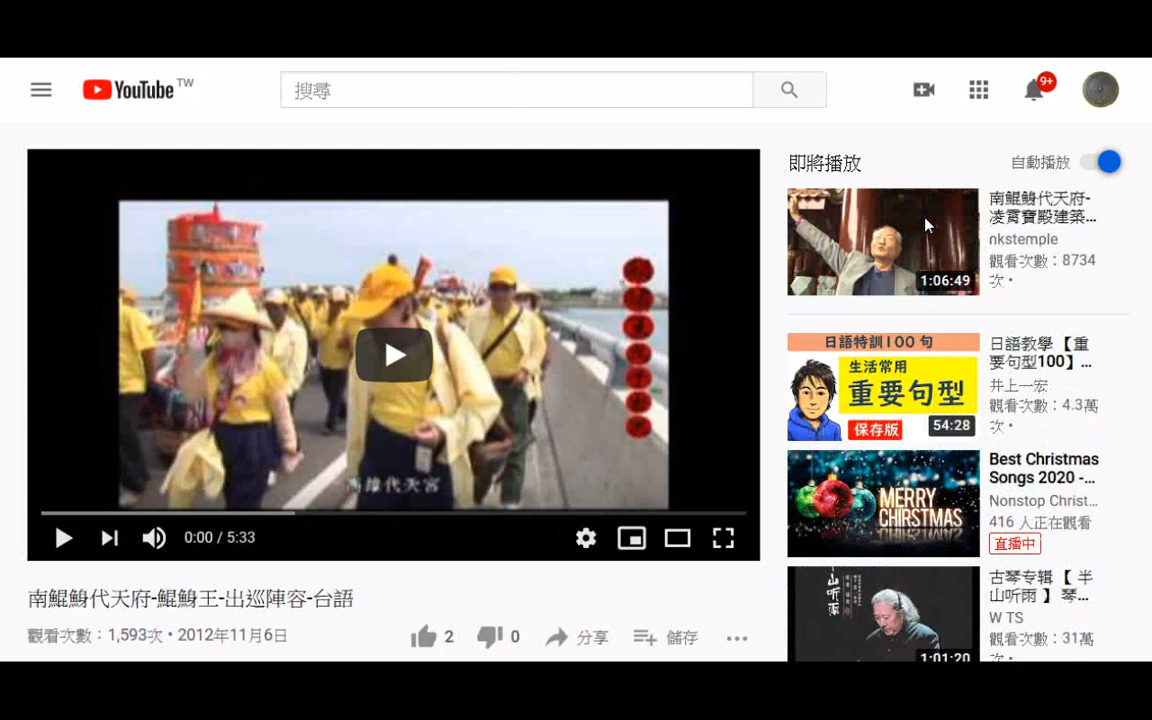 YouTube TW
搜尋
9+
高雄代天宮
0:00 / 5:33
南鯤鯓代天府-鯤鯓王-出巡陣容-台語
觀看次數：1,593次 • 2012年11月6日
2
0
分享
儲存
即將播放
自動播放
1:06:49
南鯤鯓代天府-
凌霄寶殿建築...
nkstemple
觀看次數：8734
次 •
日語特訓100句
生活常用
重要句型
保存版
54:28
日語教學【重
要句型100】...
井上一宏
觀看次數：4.3萬
次 •
MERRY
CHIRSTMAS
Best Christmas
Songs 2020 -...
Nonstop Christ...
416 人正在觀看
直播中
山听雨
1:01:20
古琴专辑【 半
山听雨 】琴...
W TS
觀看次數：31萬
次 •